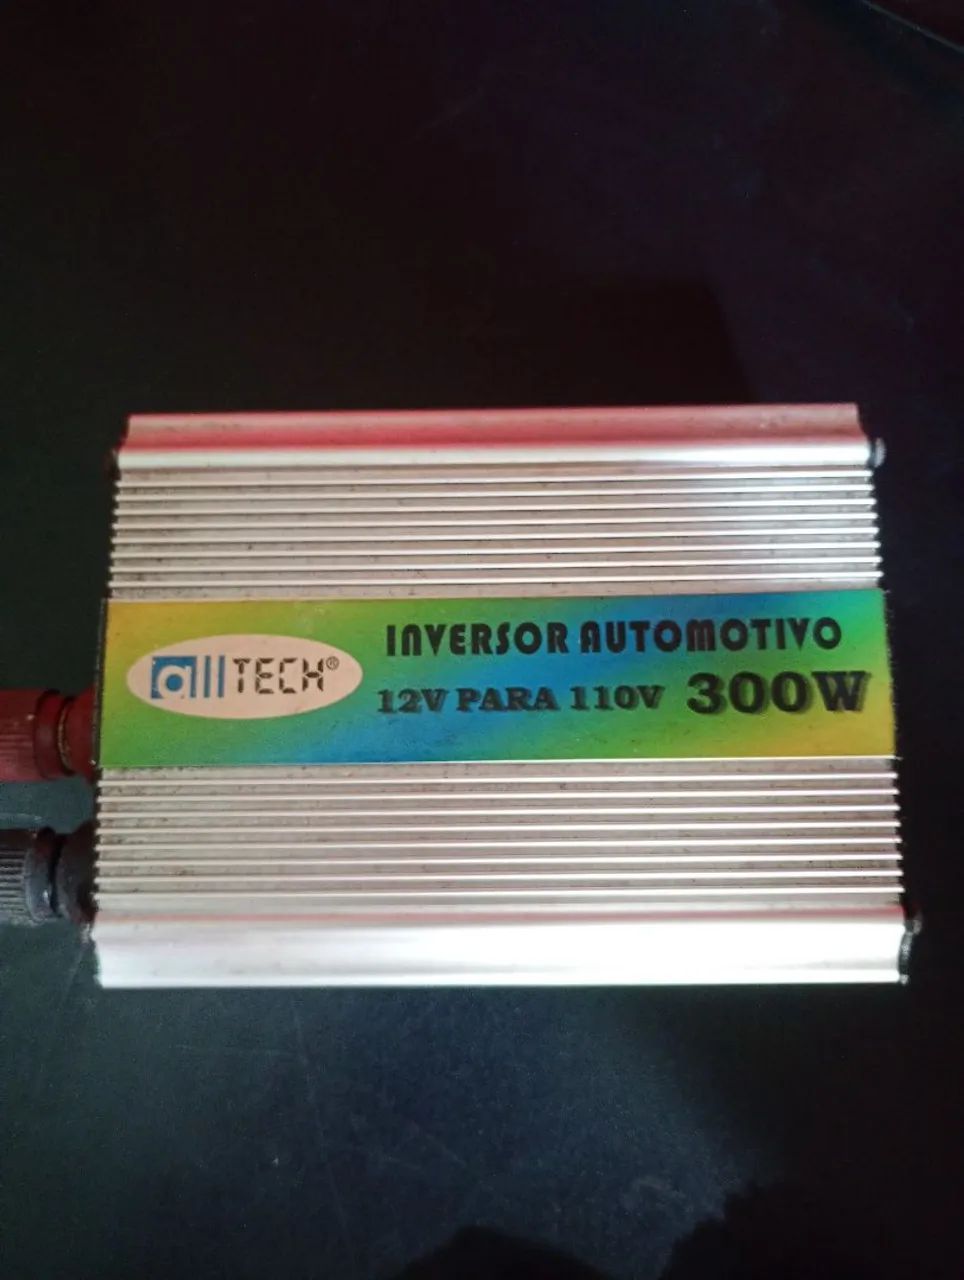 allTECH®
INVERSOR AUTOMOTIVO
12V PARA 110V 300W